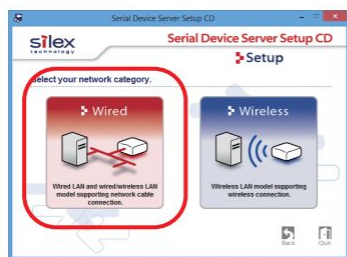 Serial Device Server Setup CD
silex
technology
Serial Device Server Setup CD
Setup
Select your network category.
Wired
Wired LAN and wired/wireless LAN
model supporting network cable
connection.
Wireless
Wireless LAN model supporting
wireless connection.
Back
Quit